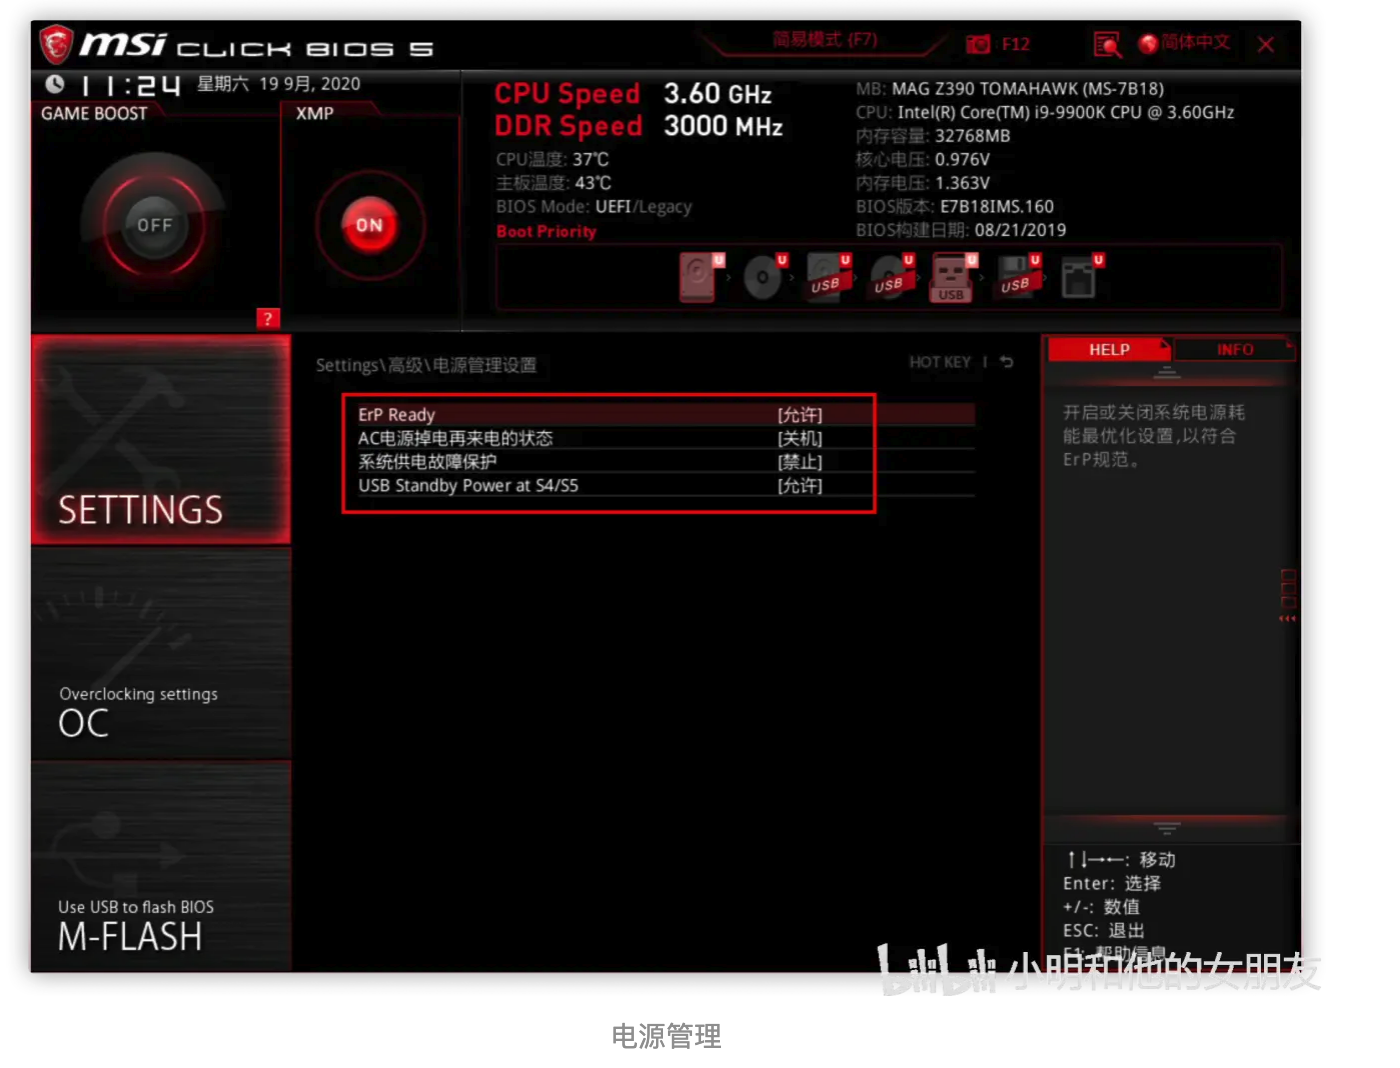 msi CLICK BIOS 5
简易模式 (F7)
F12
简体中文
11:24
星期六 19 9月, 2020
GAME BOOST
XMP
OFF
ON
?
CPU Speed 3.60 GHz
DDR Speed 3000 MHz
CPU温度: 37℃
主板温度: 43℃
BIOS Mode: UEFI/Legacy
Boot Priority
MB: MAG Z390 TOMAHAWK (MS-7B18)
CPU: Intel(R) Core(TM) i9-9900K CPU @ 3.60GHz
内存容量: 32768MB
核心电压: 0.976V
内存电压: 1.363V
BIOS版本: E7B18IMS.160
BIOS构建日期: 08/21/2019
U U U U U U U
USB USB USB USB
SETTINGS
Overclocking settings
OC
Use USB to flash BIOS
M-FLASH
Settings\高级\电源管理设置
HOT KEY
ErP Ready [允许]
AC电源掉电再来电的状态 [关机]
系统供电故障保护 [禁止]
USB Standby Power at S4/S5 [允许]
HELP
INFO
开启或关闭系统电源耗
能最优化设置,以符合
ErP规范。
↑↓→←: 移动
Enter: 选择
+/-: 数值
ESC: 退出
F1: 帮助信息
bilibili 小明和他的女朋友
电源管理